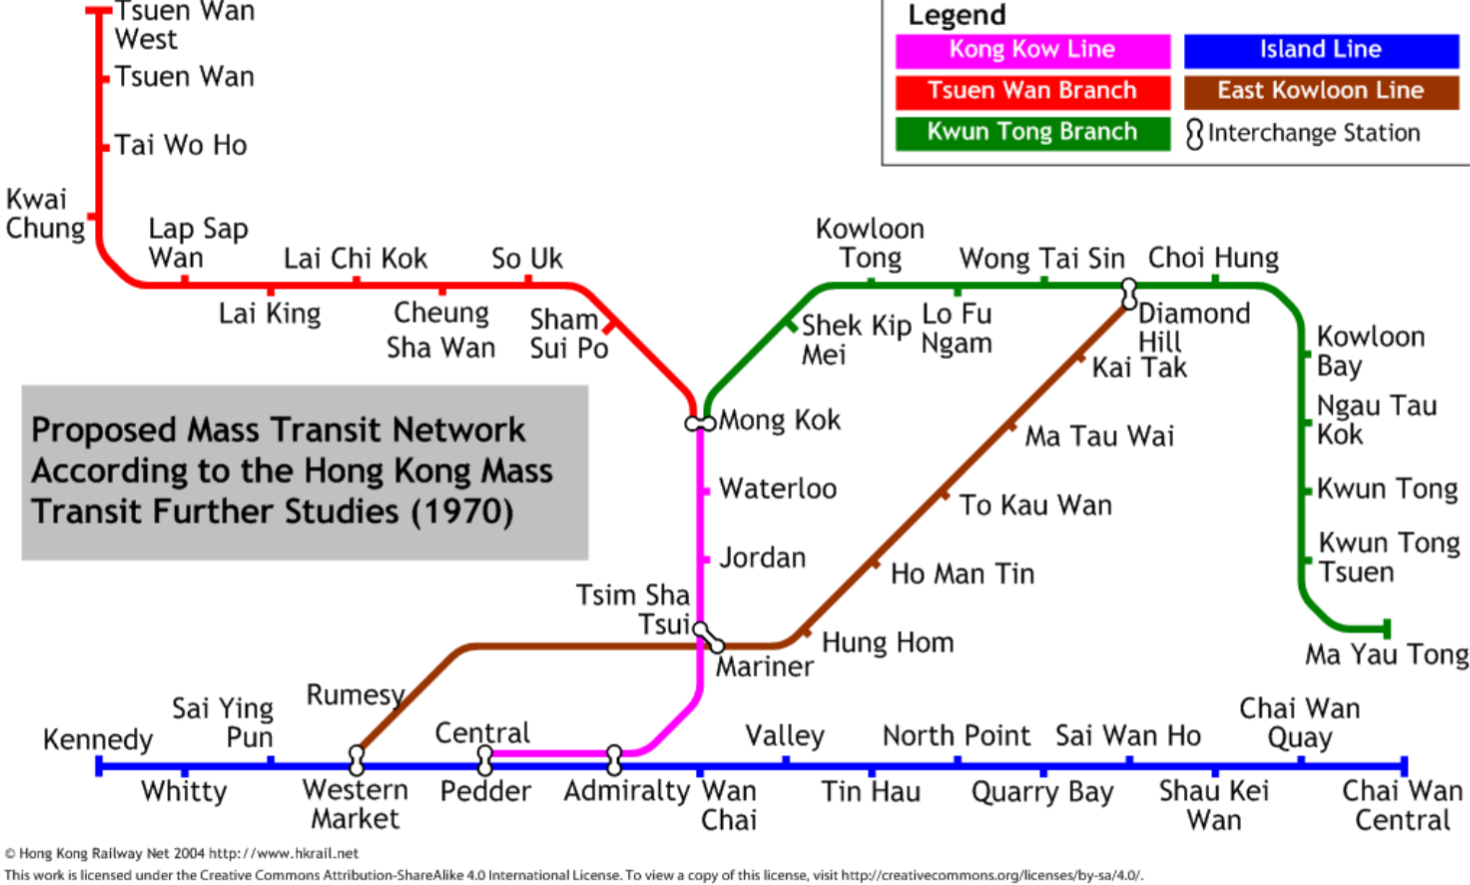 Tsuen Wan
West
Tsuen Wan
Tai Wo Ho
Kwai
Chung
Lap Sap
Wan
Lai King
Lai Chi Kok
Cheung
Sha Wan
So Uk
Sham
Sui Po
Legend
Kong Kow Line
Island Line
Tsuen Wan Branch
East Kowloon Line
Kwun Tong Branch
Interchange Station
Kowloon
Tong
Shek Kip
Mei
Lo Fu
Ngam
Wong Tai Sin
Diamond
Hill
Choi Hung
Kowloon
Bay
Ngau Tau
Kok
Kwun Tong
Kwun Tong
Tsuen
Ma Yau Tong
Kai Tak
Ma Tau Wai
To Kau Wan
Ho Man Tin
Hung Hom
Mong Kok
Waterloo
Jordan
Tsim Sha
Tsui
Mariner
Rumesy
Proposed Mass Transit Network
According to the Hong Kong Mass
Transit Further Studies (1970)
Kennedy
Whitty
Sai Ying
Pun
Western
Market
Central
Pedder
Admiralty
Wan
Chai
Valley
Tin Hau
North Point
Quarry Bay
Sai Wan Ho
Shau Kei
Wan
Chai Wan
Quay
Chai Wan
Central
© Hong Kong Railway Net 2004 http://www.hkrail.net
This work is licensed under the Creative Commons Attribution-ShareAlike 4.0 International License. To view a copy of this license, visit http://creativecommons.org/licenses/by-sa/4.0/.